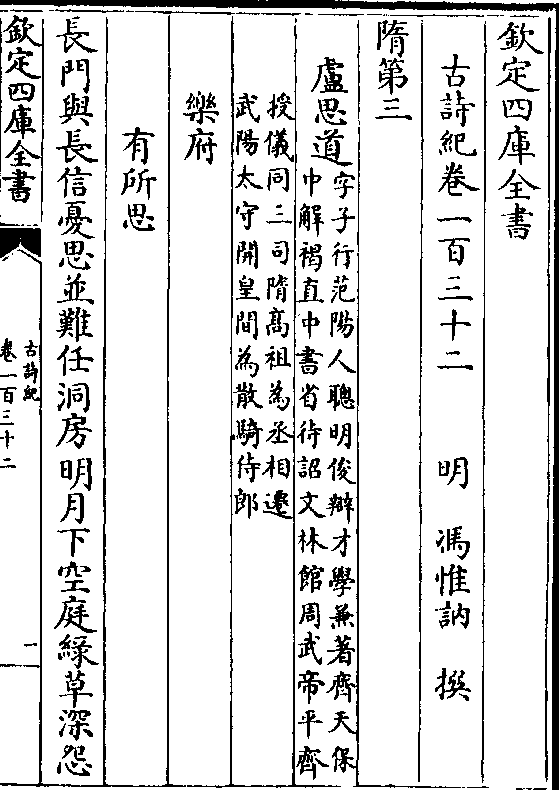 欽定四庫全書
古詩紀卷一百三十二　明　馮惟訥　撰
隋第三
盧思道字子行范陽人聰明俊辯才學兼著齊天保
中解褐直中書省待詔文林館周武帝平齊
授儀同三司隋高祖為丞相遷
武陽太守開皇間為散騎侍郎
樂府
有所思
長門與長信憂思並難任洞房明月下空庭綠草深怨
欽定四庫全書
古詩紀
卷一百三十二
一